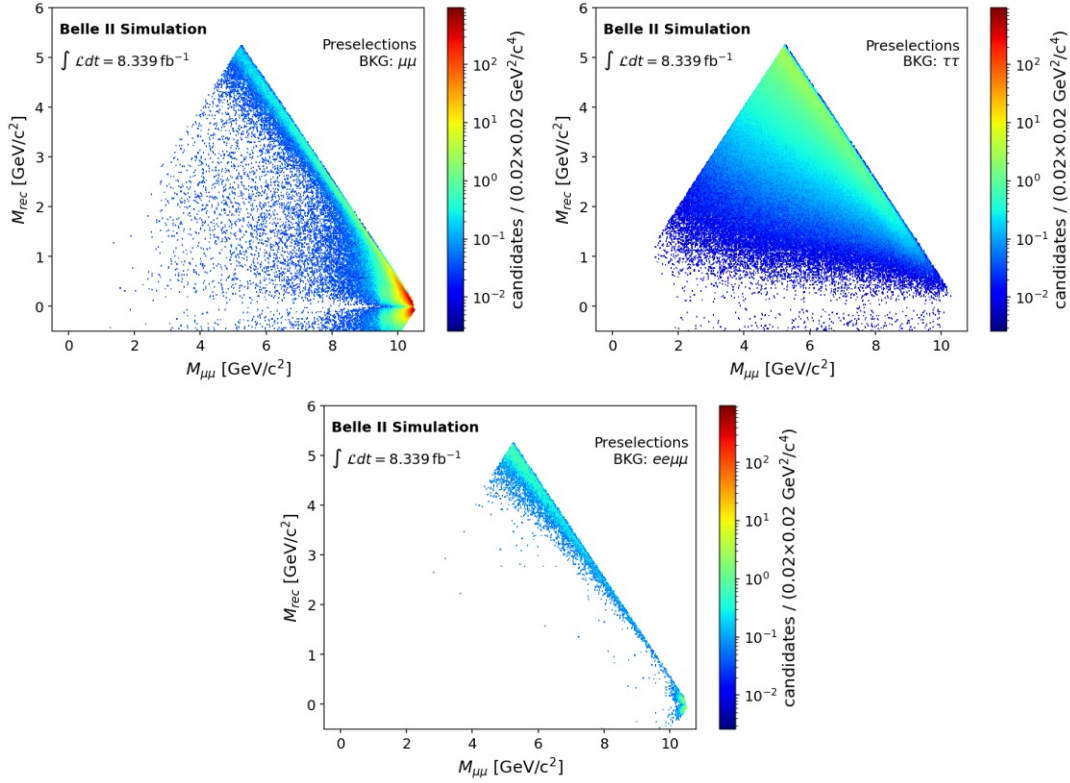 Belle II Simulation
∫ ℒdt = 8.339 fb⁻¹
Preselections
BKG: μμ
M_rec [GeV/c²]
6
5
4
3
2
1
0
0 2 4 6 8 10
M_μμ [GeV/c²]
10²
10¹
10⁰
10⁻¹
10⁻²
candidates / (0.02×0.02 GeV²/c⁴)
Belle II Simulation
∫ ℒdt = 8.339 fb⁻¹
Preselections
BKG: ττ
M_rec [GeV/c²]
6
5
4
3
2
1
0
0 2 4 6 8 10
M_μμ [GeV/c²]
10²
10¹
10⁰
10⁻¹
10⁻²
candidates / (0.02×0.02 GeV²/c⁴)
Belle II Simulation
∫ ℒdt = 8.339 fb⁻¹
Preselections
BKG: eeμμ
M_rec [GeV/c²]
6
5
4
3
2
1
0
0 2 4 6 8 10
M_μμ [GeV/c²]
10²
10¹
10⁰
10⁻¹
10⁻²
candidates / (0.02×0.02 GeV²/c⁴)